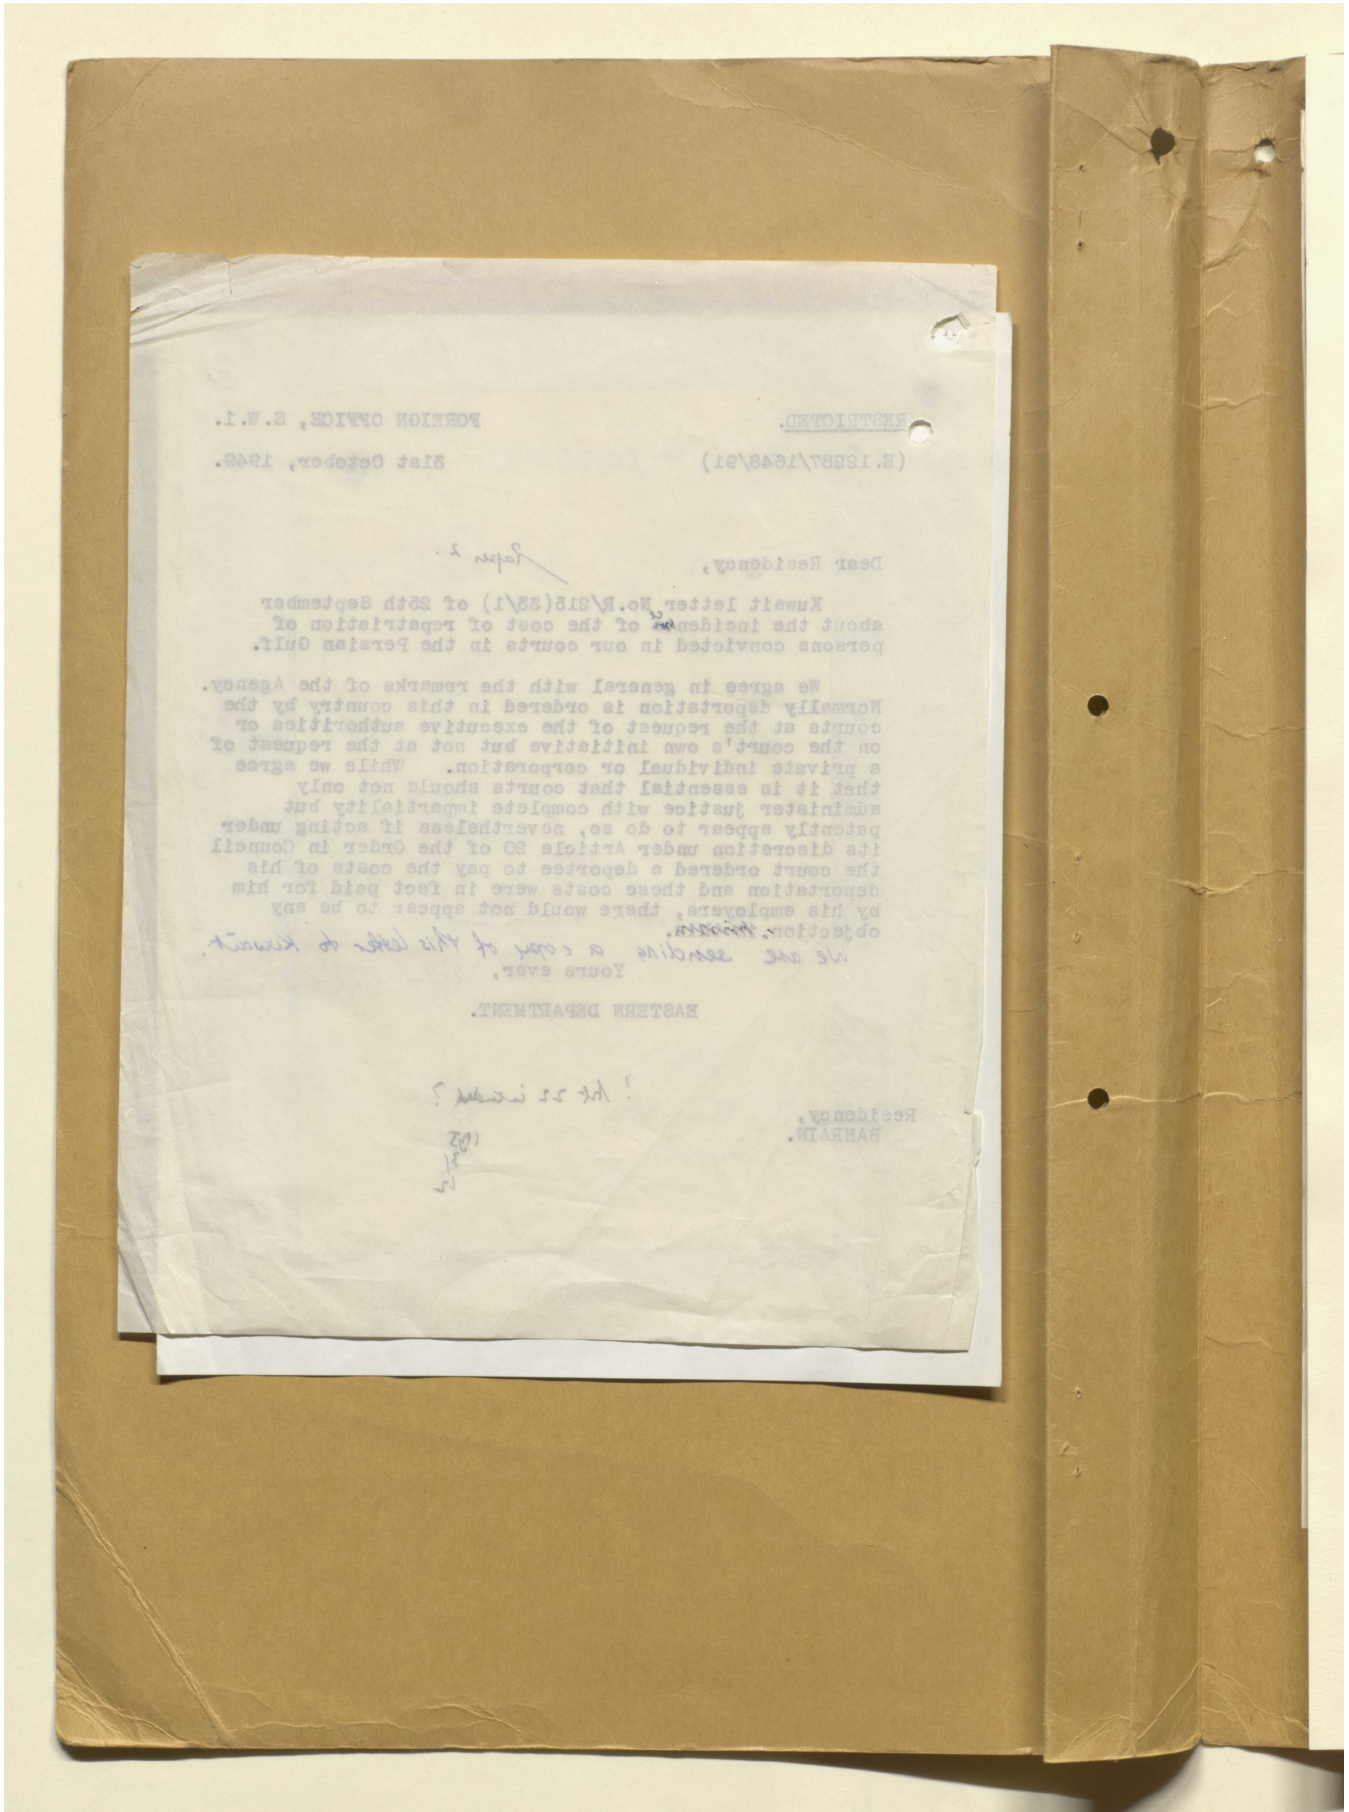 RESTRICTED. FOREIGN OFFICE, S.W.1.
(E.12287/1648/91) 31st October, 1949.
Paper 2.
Dear Residency,
Kuwait letter No.R/215(33/1) of 25th September
about the incidence of the cost of repatriation of
persons convicted in our courts in the Persian Gulf.
We agree in general with the remarks of the Agency.
Normally deportation is ordered in this country by the
courts at the request of the executive authorities or
on the court's own initiative but not at the request of
a private individual or corporation. While we agree
that it is essential that courts should not only
administer justice with complete impartiality but
patently appear to do so, nevertheless if acting under
its discretion under Article 20 of the Order in Council
the court ordered a deportee to pay the costs of his
deportation and these costs were in fact paid for him
by his employers, there would not appear to be any
objection.
We are sending a copy of this letter to Kuwait.
Yours ever,
EASTERN DEPARTMENT.
? Art 22 intended ?
Residency,
BAHRAIN.